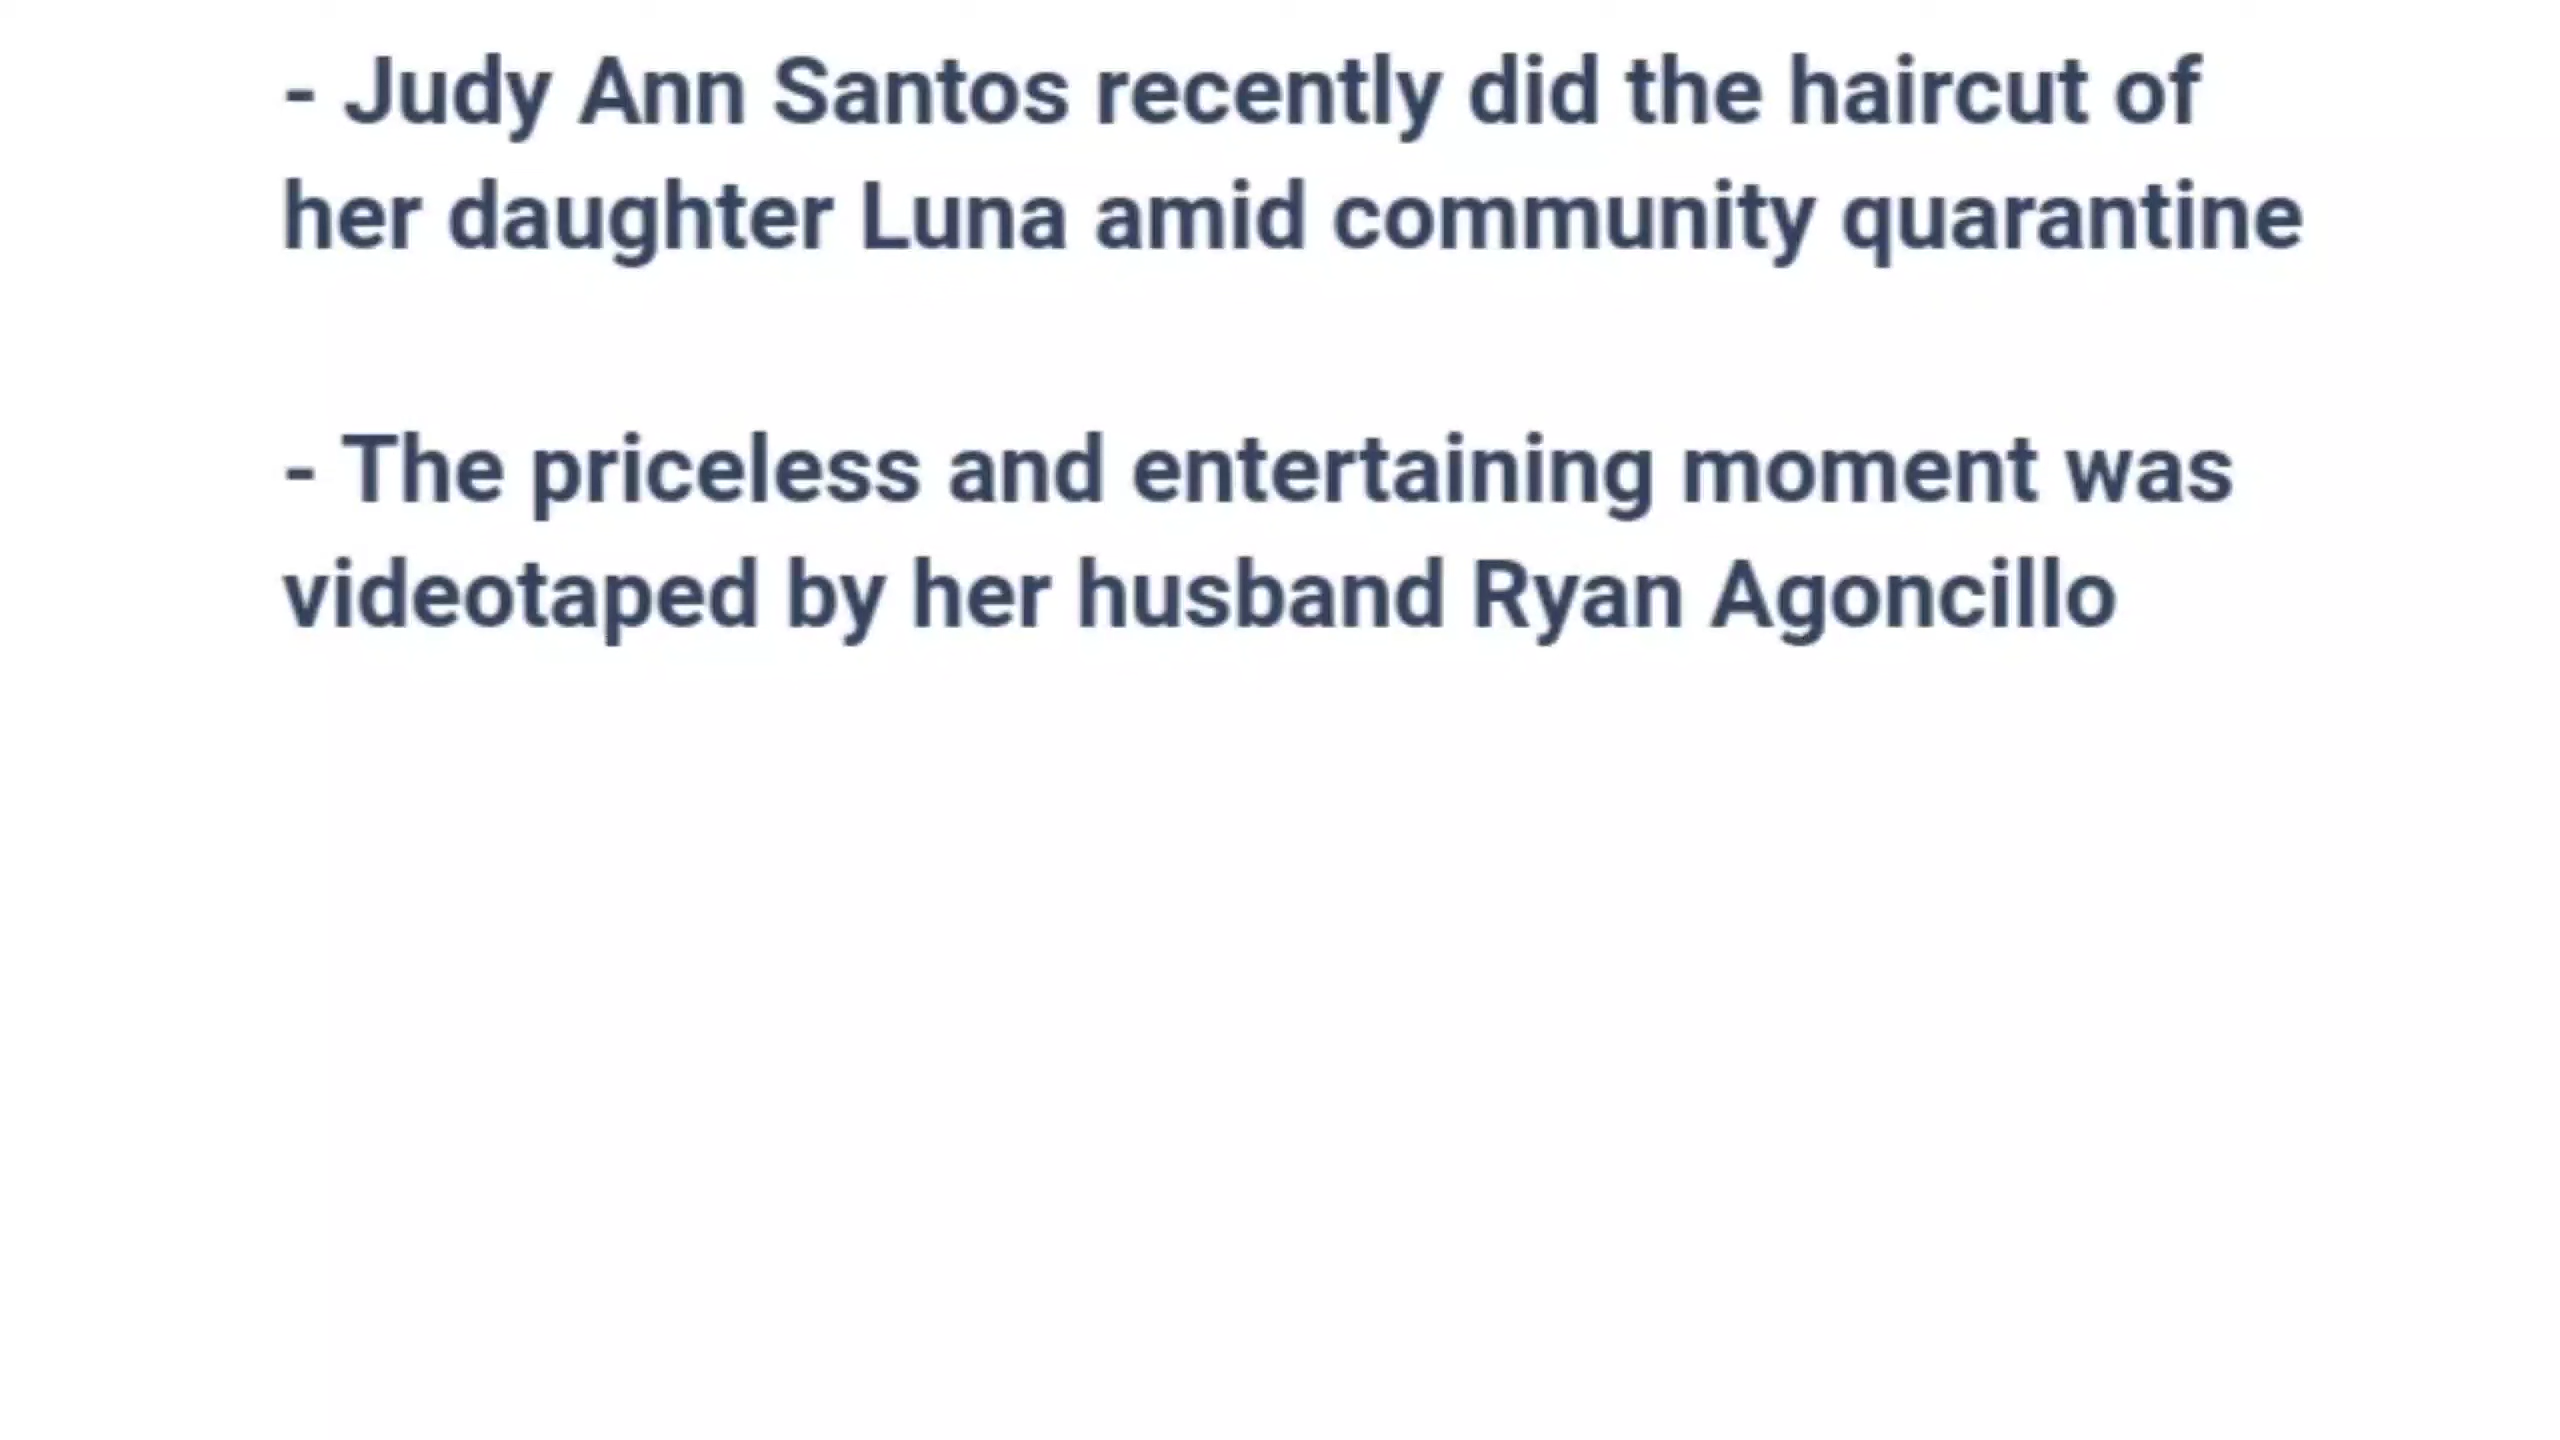 - Judy Ann Santos recently did the haircut of
her daughter Luna amid community quarantine
- The priceless and entertaining moment was
videotaped by her husband Ryan Agoncillo